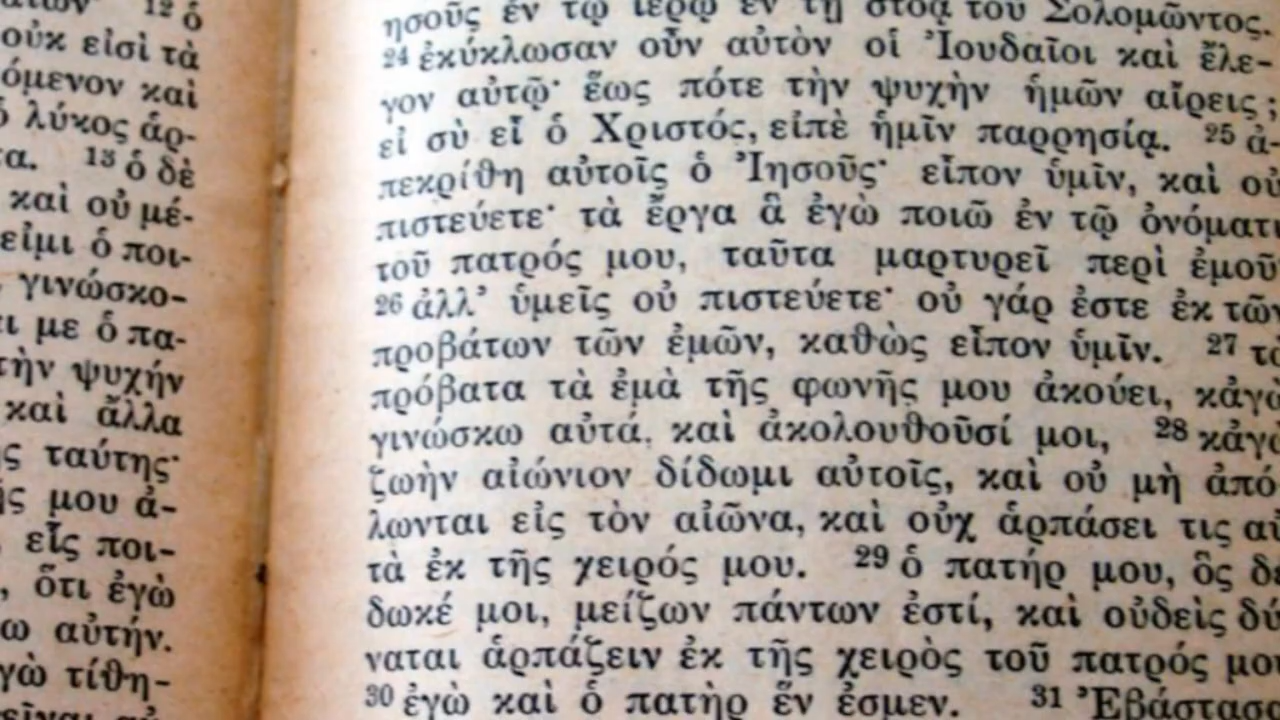 12 ὁ
οὐκ εἰσὶ τὰ
όμενον καὶ
ὁ λύκος ἁρ-
τα. 13 ὁ δὲ
καὶ οὐ μέ-
εἰμι ὁ ποι-
γινώσκο-
με ὁ πα-
τὴν ψυχήν
καὶ ἄλλα
ς ταύτης·
ῆς μου ἀ-
εἷς ποι-
, ὅτι ἐγὼ
ω αὐτήν.
γὼ τίθη-
ησοῦς ἐν τῷ ἱερῷ ἐν τῇ στοᾷ τοῦ Σολομῶντος.
24 ἐκύκλωσαν οὖν αὐτὸν οἱ Ἰουδαῖοι καὶ ἔλε-
γον αὐτῷ· ἕως πότε τὴν ψυχὴν ἡμῶν αἴρεις;
εἰ σὺ εἶ ὁ Χριστός, εἰπὲ ἡμῖν παρρησίᾳ. 25 ἀ-
πεκρίθη αὐτοῖς ὁ Ἰησοῦς· εἶπον ὑμῖν, καὶ οὐ
πιστεύετε· τὰ ἔργα ἃ ἐγὼ ποιῶ ἐν τῷ ὀνόματι
τοῦ πατρός μου, ταῦτα μαρτυρεῖ περὶ ἐμοῦ
26 ἀλλ’ ὑμεῖς οὐ πιστεύετε· οὐ γάρ ἐστε ἐκ τῶν
προβάτων τῶν ἐμῶν, καθὼς εἶπον ὑμῖν. 27 τὰ
πρόβατα τὰ ἐμὰ τῆς φωνῆς μου ἀκούει, κἀγὼ
γινώσκω αὐτά, καὶ ἀκολουθοῦσί μοι, 28 κἀγὼ
ζωὴν αἰώνιον δίδωμι αὐτοῖς, καὶ οὐ μὴ ἀπό
λωνται εἰς τὸν αἰῶνα, καὶ οὐχ ἁρπάσει τις αὐ
τὰ ἐκ τῆς χειρός μου. 29 ὁ πατήρ μου, ὃς δέ
δωκέ μοι, μείζων πάντων ἐστί, καὶ οὐδεὶς δύ
ναται ἁρπάζειν ἐκ τῆς χειρὸς τοῦ πατρός μου
30 ἐγὼ καὶ ὁ πατὴρ ἕν ἐσμεν. 31 Ἐβάστασα